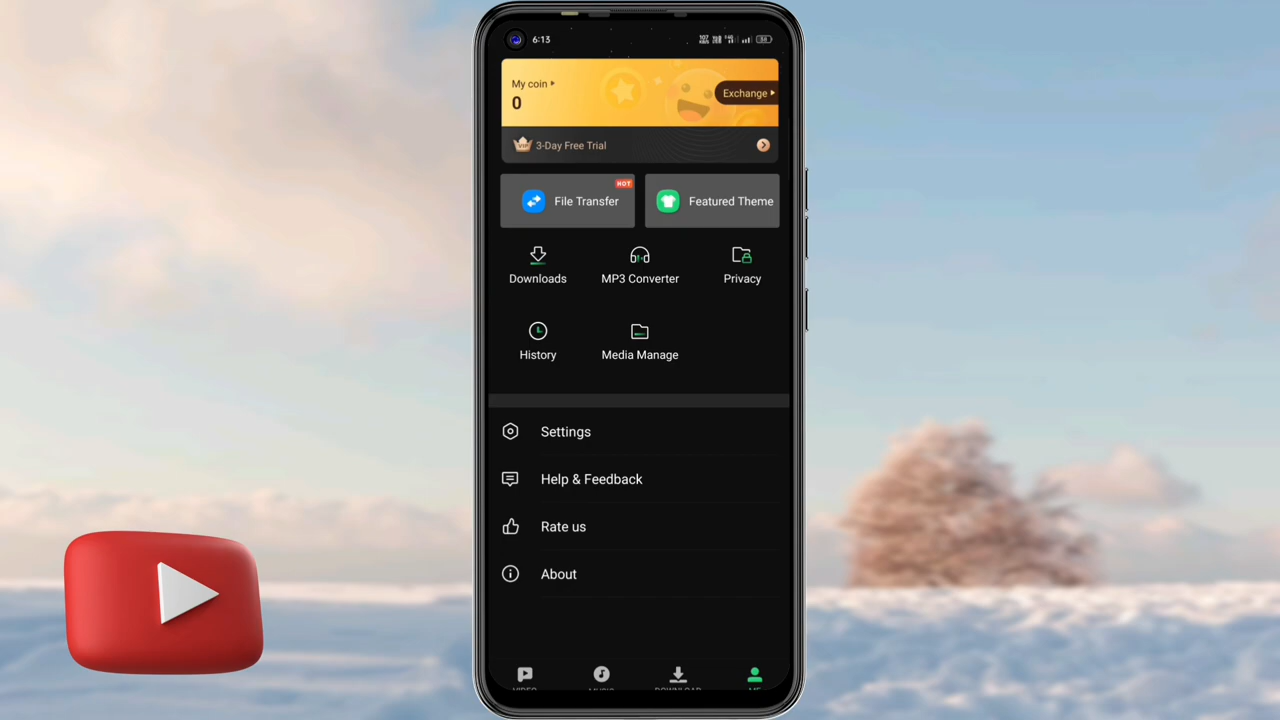 6:13
My coin
0
Exchange
3-Day Free Trial
HOT
File Transfer
Featured Theme
Downloads
MP3 Converter
Privacy
History
Media Manage
Settings
Help & Feedback
Rate us
About